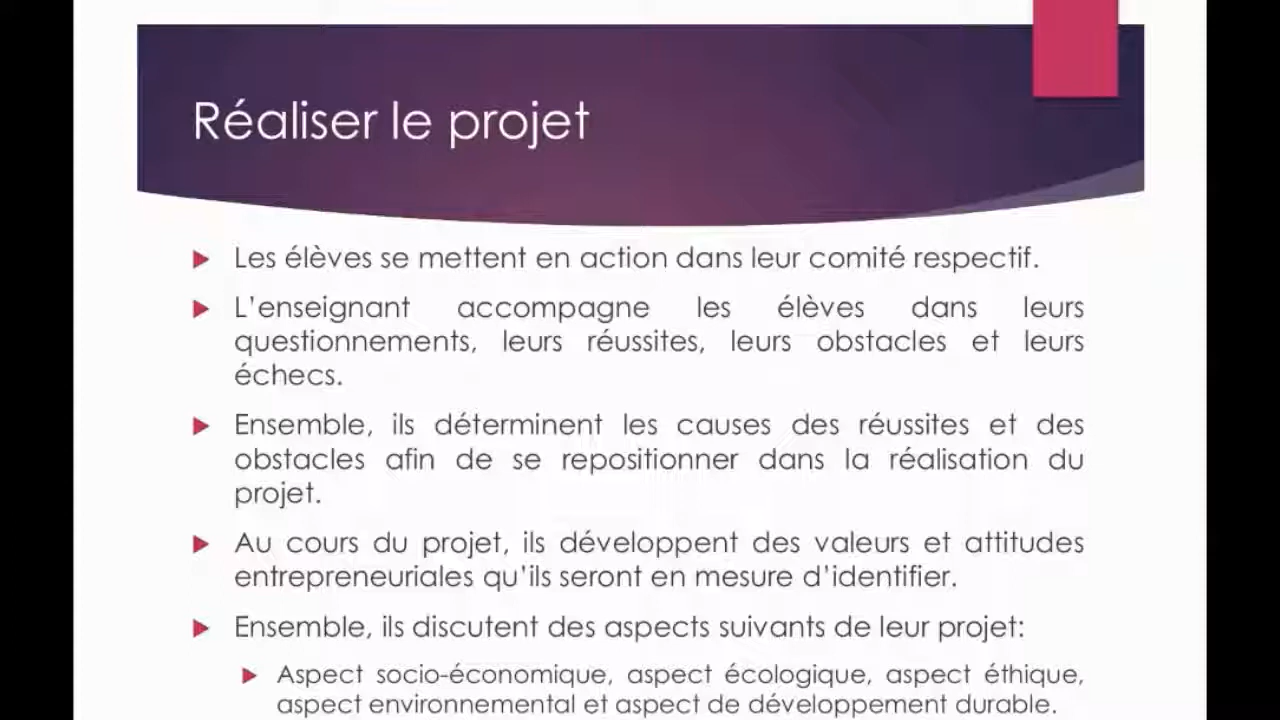 Réaliser le projet
Les élèves se mettent en action dans leur comité respectif.
L’enseignant accompagne les élèves dans leurs
questionnements, leurs réussites, leurs obstacles et leurs
échecs.
Ensemble, ils déterminent les causes des réussites et des
obstacles afin de se repositionner dans la réalisation du
projet.
Au cours du projet, ils développent des valeurs et attitudes
entrepreneuriales qu’ils seront en mesure d’identifier.
Ensemble, ils discutent des aspects suivants de leur projet:
Aspect socio-économique, aspect écologique, aspect éthique,
aspect environnemental et aspect de développement durable.